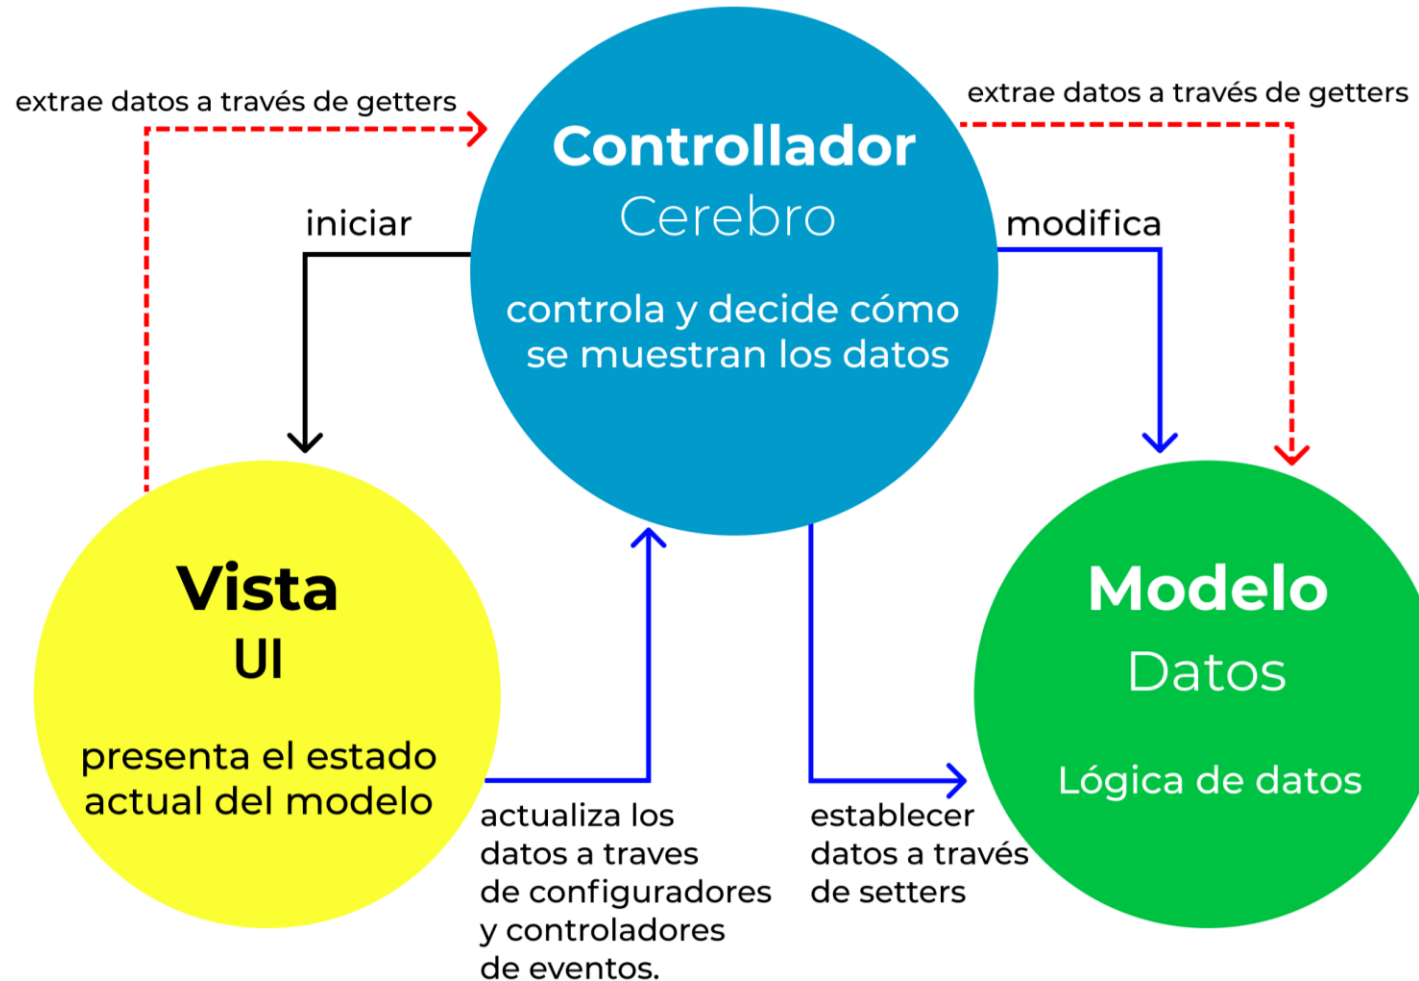 extrae datos a través de getters
extrae datos a través de getters
Controllador
Cerebro
controla y decide cómo
se muestran los datos
iniciar
modifica
Vista
UI
presenta el estado
actual del modelo
Modelo
Datos
Lógica de datos
actualiza los
datos a traves
de configuradores
y controladores
de eventos.
establecer
datos a través
de setters